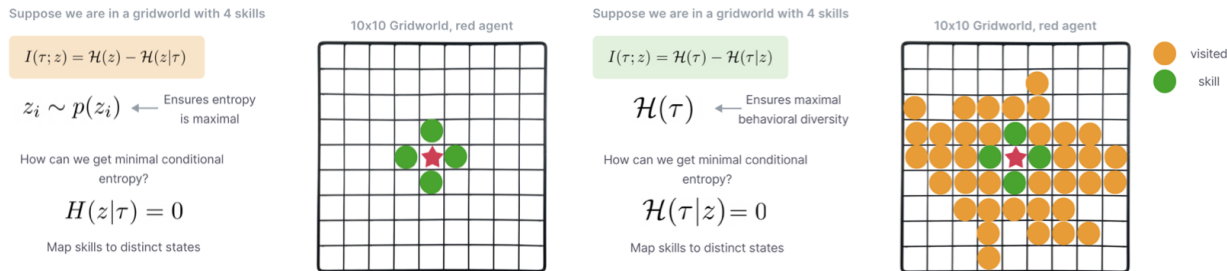 Suppose we are in a gridworld with 4 skills
10x10 Gridworld, red agent
I(τ; z) = H(z) − H(z|τ)
z_i ∼ p(z_i)
Ensures entropy
is maximal
How can we get minimal conditional
entropy?
H(z|τ) = 0
Map skills to distinct states
Suppose we are in a gridworld with 4 skills
10x10 Gridworld, red agent
I(τ; z) = H(τ) − H(τ|z)
H(τ)
Ensures maximal
behavioral diversity
How can we get minimal conditional
entropy?
H(τ|z) = 0
Map skills to distinct states
visited
skill